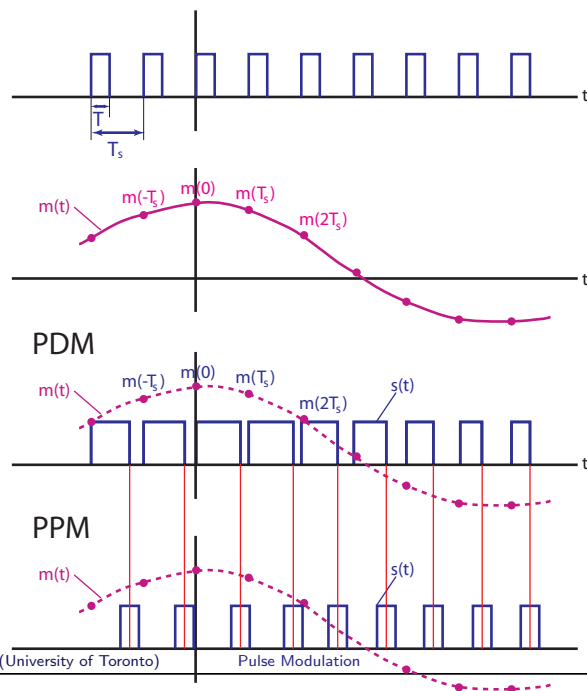 t
T
Tₛ
m(-Tₛ) m(0) m(Tₛ)
m(t) m(2Tₛ)
t
PDM
m(-Tₛ) m(0) m(Tₛ)
m(t) m(2Tₛ) s(t)
t
PPM
m(t) s(t)
(University of Toronto) Pulse Modulation